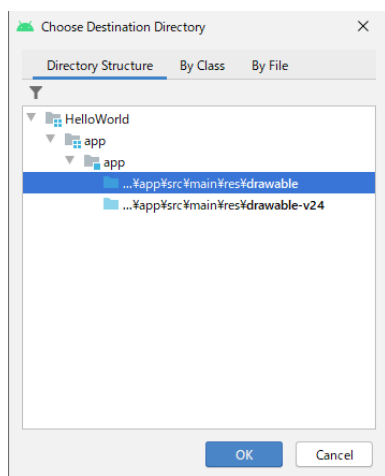 Choose Destination Directory
Directory Structure By Class By File
HelloWorld
app
app
...¥app¥src¥main¥res¥drawable
...¥app¥src¥main¥res¥drawable-v24
OK Cancel